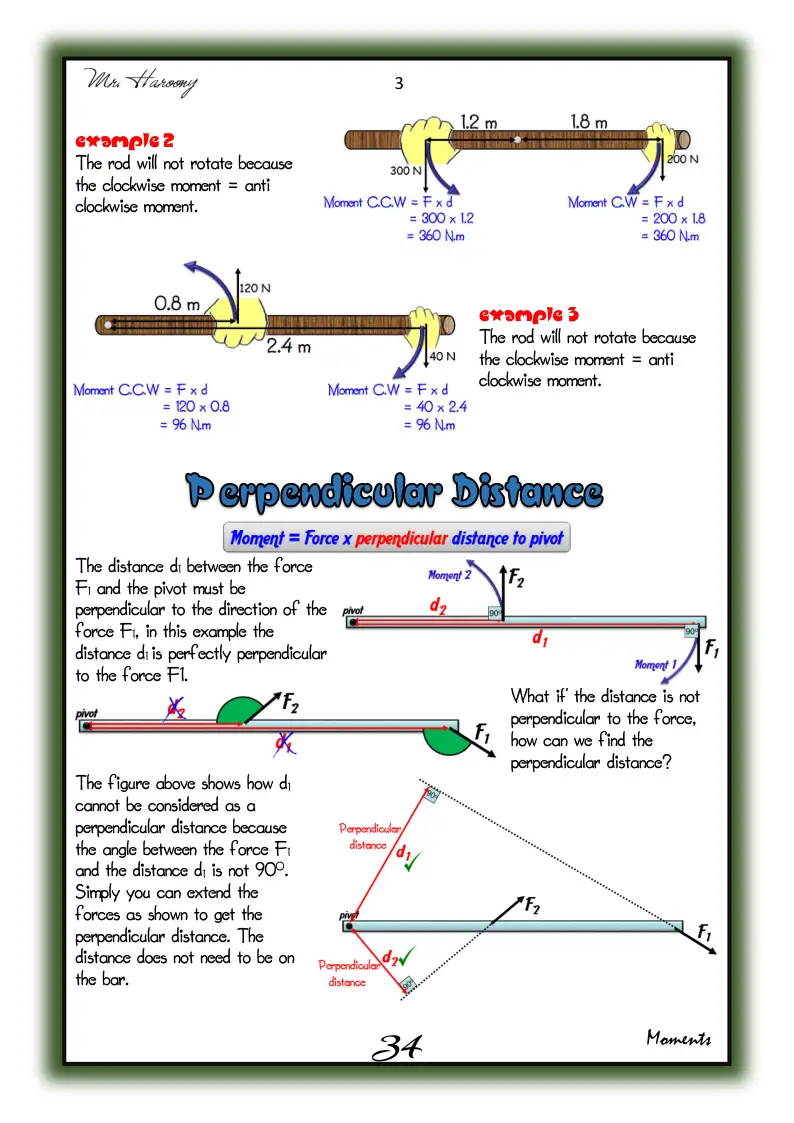 Mr. Haroony
3
example 2
The rod will not rotate because
the clockwise moment = anti
clockwise moment.
1.2 m
1.8 m
300 N
200 N
Moment C.C.W = F x d
= 300 x 1.2
= 360 N.m
Moment C.W = F x d
= 200 x 1.8
= 360 N.m
0.8 m
120 N
2.4 m
40 N
Moment C.C.W = F x d
= 120 x 0.8
= 96 N.m
Moment C.W = F x d
= 40 x 2.4
= 96 N.m
example 3
The rod will not rotate because
the clockwise moment = anti
clockwise moment.
Perpendicular Distance
Moment = Force x perpendicular distance to pivot
The distance d1 between the force
F1 and the pivot must be
perpendicular to the direction of the
force F1, in this example the
distance d1 is perfectly perpendicular
to the force F1.
Moment 2
F2
pivot
d2
90º
d1
90º
F1
Moment 1
pivot
d2
F2
d1
F1
What if the distance is not
perpendicular to the force,
how can we find the
perpendicular distance?
The figure above shows how d1
cannot be considered as a
perpendicular distance because
the angle between the force F1
and the distance d1 is not 90º.
Simply you can extend the
forces as shown to get the
perpendicular distance. The
distance does not need to be on
the bar.
90º
Perpendicular
distance
d1
pivot
F2
F1
d2
Perpendicular
distance
90º
34
Moments